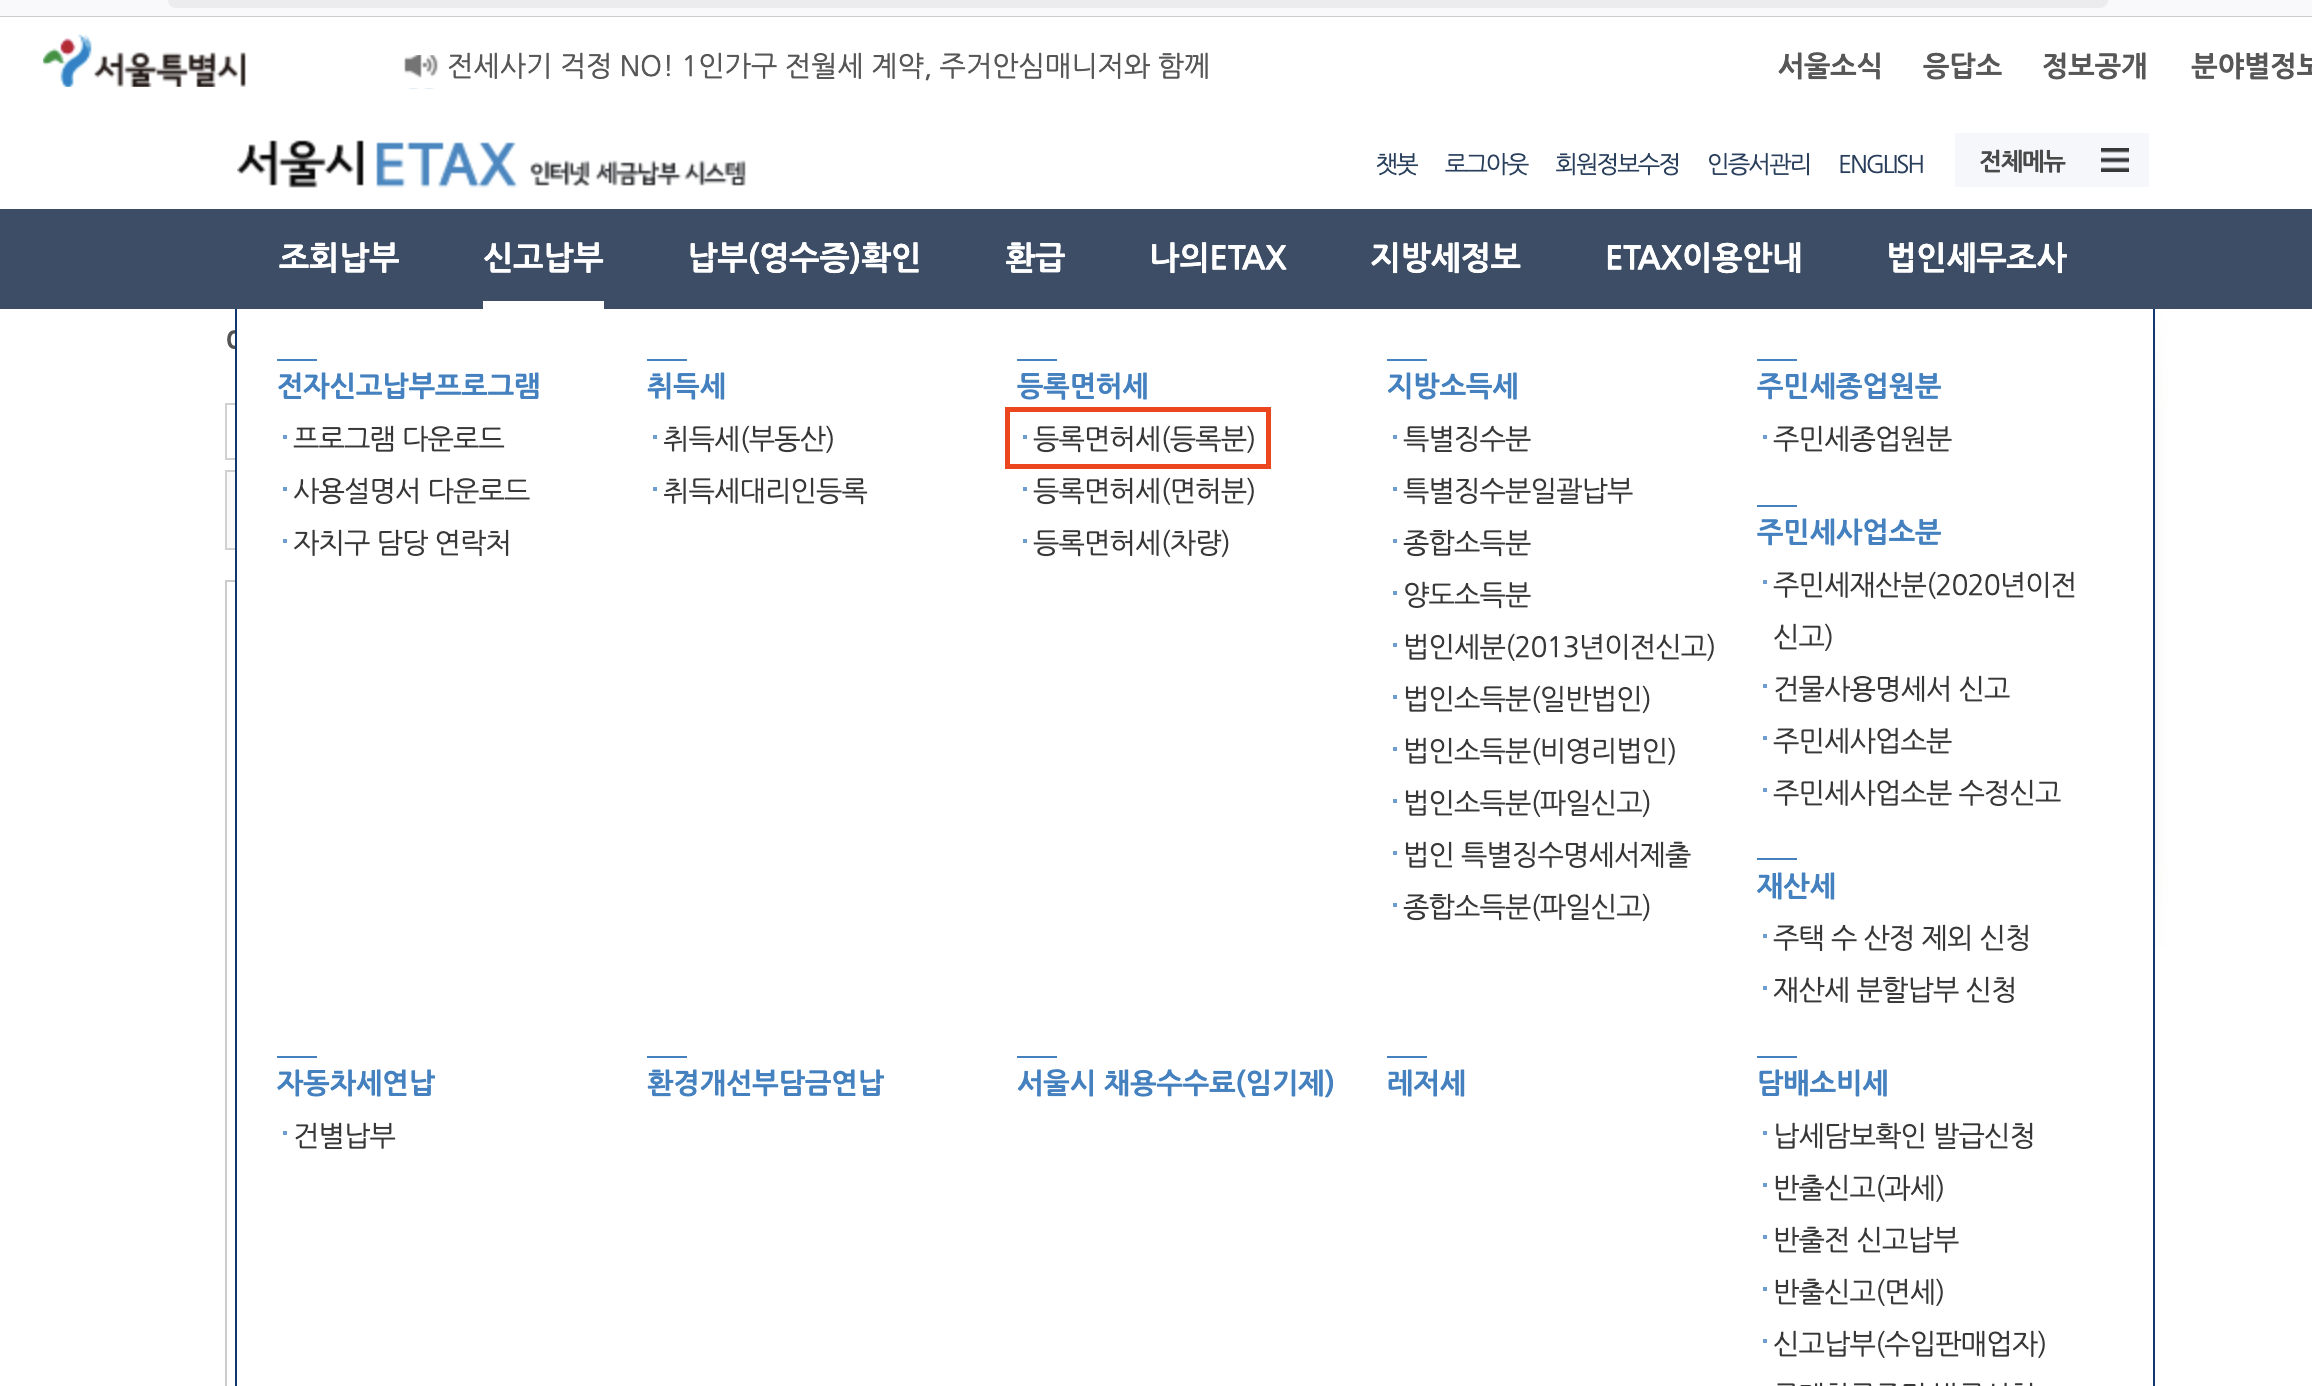 서울특별시
전세사기 걱정 NO! 1인가구 전월세 계약, 주거안심매니저와 함께
서울소식 응답소 정보공개 분야별정보
서울시ETAX 인터넷 세금납부 시스템
챗봇 로그아웃 회원정보수정 인증서관리 ENGLISH 전체메뉴
조회납부 신고납부 납부(영수증)확인 환급 나의ETAX 지방세정보 ETAX이용안내 법인세무조사
전자신고납부프로그램
프로그램 다운로드
사용설명서 다운로드
자치구 담당 연락처
취득세
취득세(부동산)
취득세대리인등록
등록면허세
등록면허세(등록분)
등록면허세(면허분)
등록면허세(차량)
지방소득세
특별징수분
특별징수분일괄납부
종합소득분
양도소득분
법인세분(2013년이전신고)
법인소득분(일반법인)
법인소득분(비영리법인)
법인소득분(파일신고)
법인 특별징수명세서제출
종합소득분(파일신고)
주민세종업원분
주민세종업원분
주민세사업소분
주민세재산분(2020년이전
신고)
건물사용명세서 신고
주민세사업소분
주민세사업소분 수정신고
재산세
주택 수 산정 제외 신청
재산세 분할납부 신청
자동차세연납
건별납부
환경개선부담금연납
서울시 채용수수료(임기제)
레저세
담배소비세
납세담보확인 발급신청
반출신고(과세)
반출전 신고납부
반출신고(면세)
신고납부(수입판매업자)